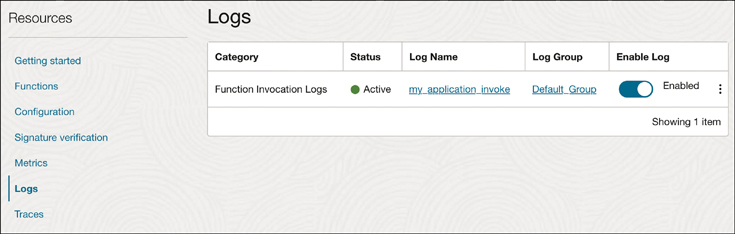 Resources
Getting started
Functions
Configuration
Signature verification
Metrics
Logs
Traces
Logs
Category Status Log Name Log Group Enable Log
Function Invocation Logs Active my_application_invoke Default_Group Enabled
Showing 1 item